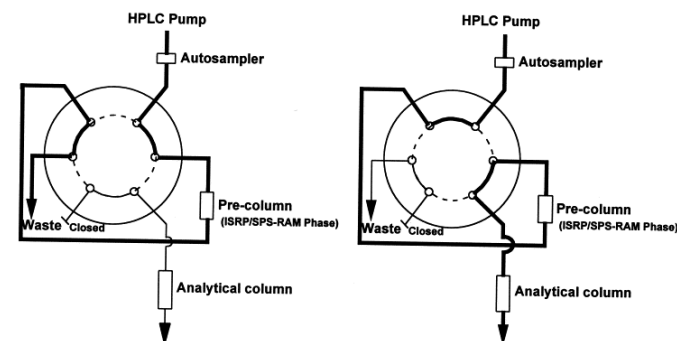 HPLC Pump
Autosampler
Pre-column
(ISRP/SPS-RAM Phase)
Waste
Closed
Analytical column
HPLC Pump
Autosampler
Pre-column
(ISRP/SPS-RAM Phase)
Waste
Closed
Analytical column